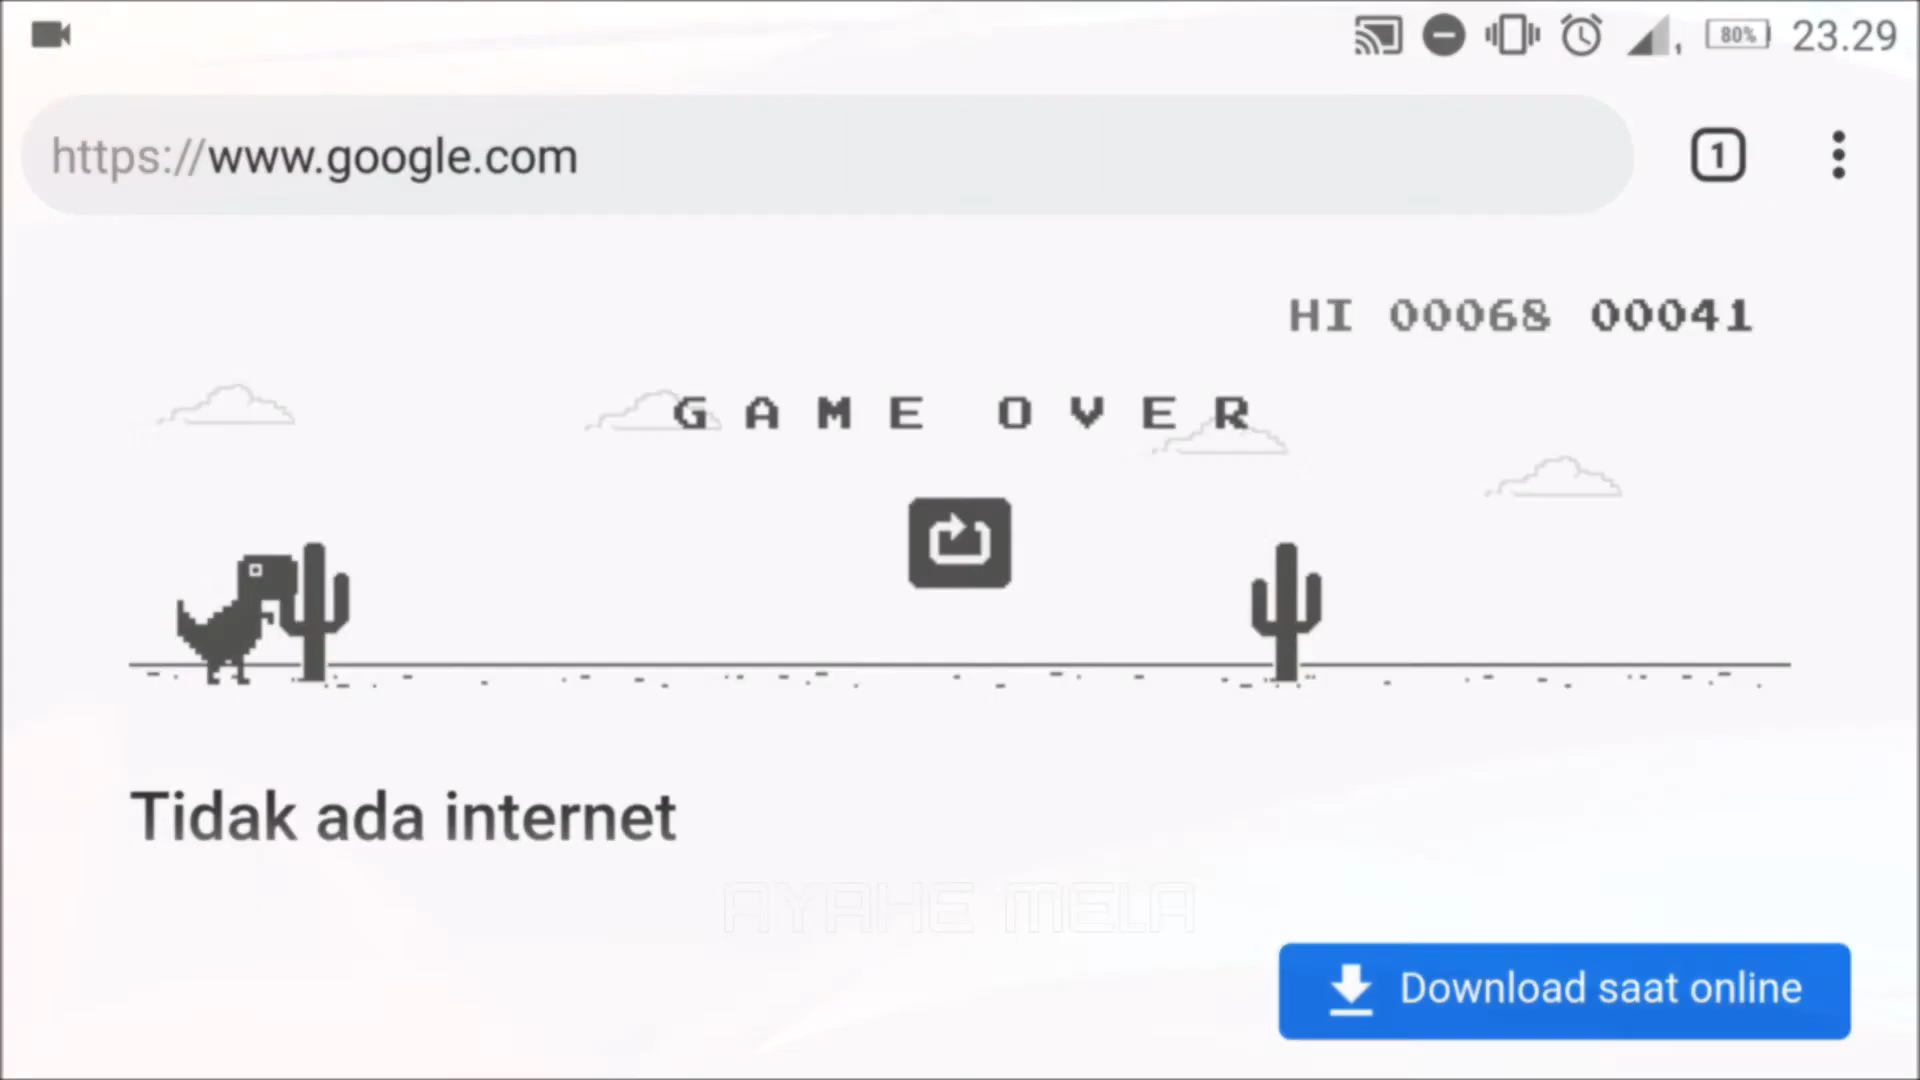 80% 23.29
https://www.google.com 1
HI 00068 00041
GAME OVER
Tidak ada internet
AYAHE MELA
Download saat online